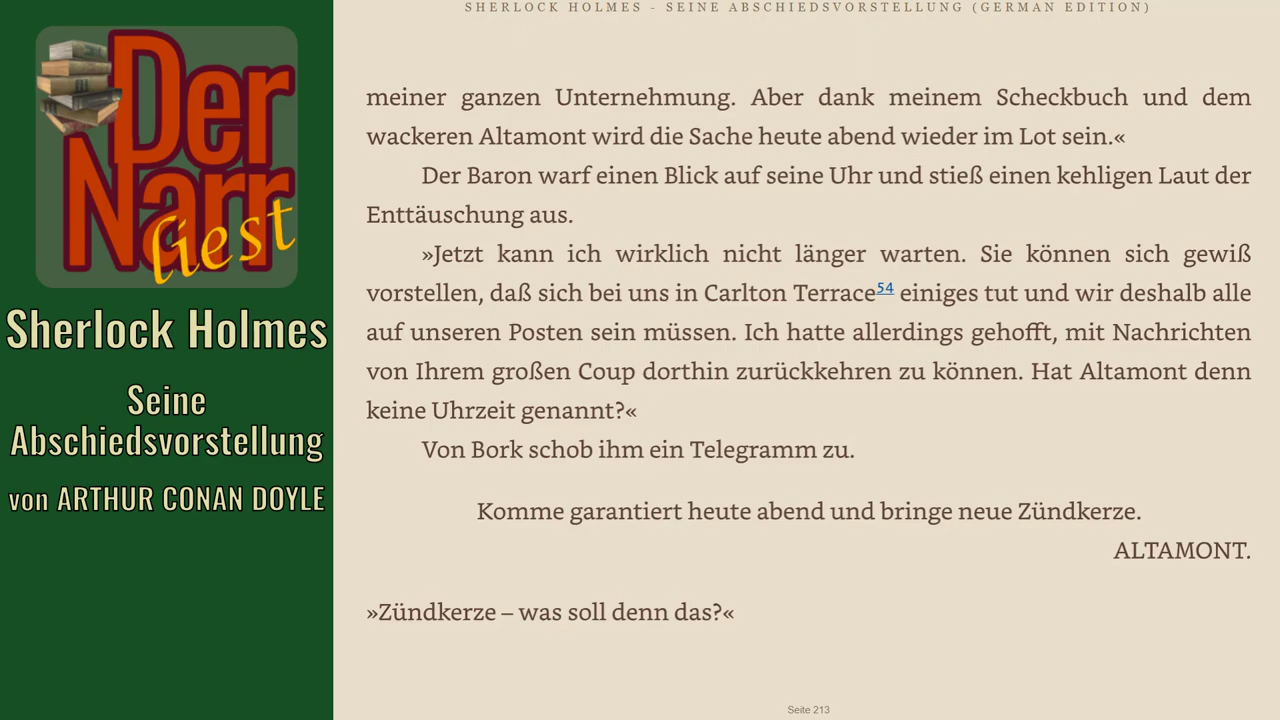 Der
Narr
liest
Sherlock Holmes
Seine
Abschiedsvorstellung
von ARTHUR CONAN DOYLE
SHERLOCK HOLMES - SEINE ABSCHIEDSVORSTELLUNG (GERMAN EDITION)
meiner ganzen Unternehmung. Aber dank meinem Scheckbuch und dem
wackeren Altamont wird die Sache heute abend wieder im Lot sein.«
Der Baron warf einen Blick auf seine Uhr und stieß einen kehligen Laut der
Enttäuschung aus.
»Jetzt kann ich wirklich nicht länger warten. Sie können sich gewiß
vorstellen, daß sich bei uns in Carlton Terrace54 einiges tut und wir deshalb alle
auf unseren Posten sein müssen. Ich hatte allerdings gehofft, mit Nachrichten
von Ihrem großen Coup dorthin zurückkehren zu können. Hat Altamont denn
keine Uhrzeit genannt?«
Von Bork schob ihm ein Telegramm zu.
Komme garantiert heute abend und bringe neue Zündkerze.
ALTAMONT.
»Zündkerze – was soll denn das?«
Seite 213